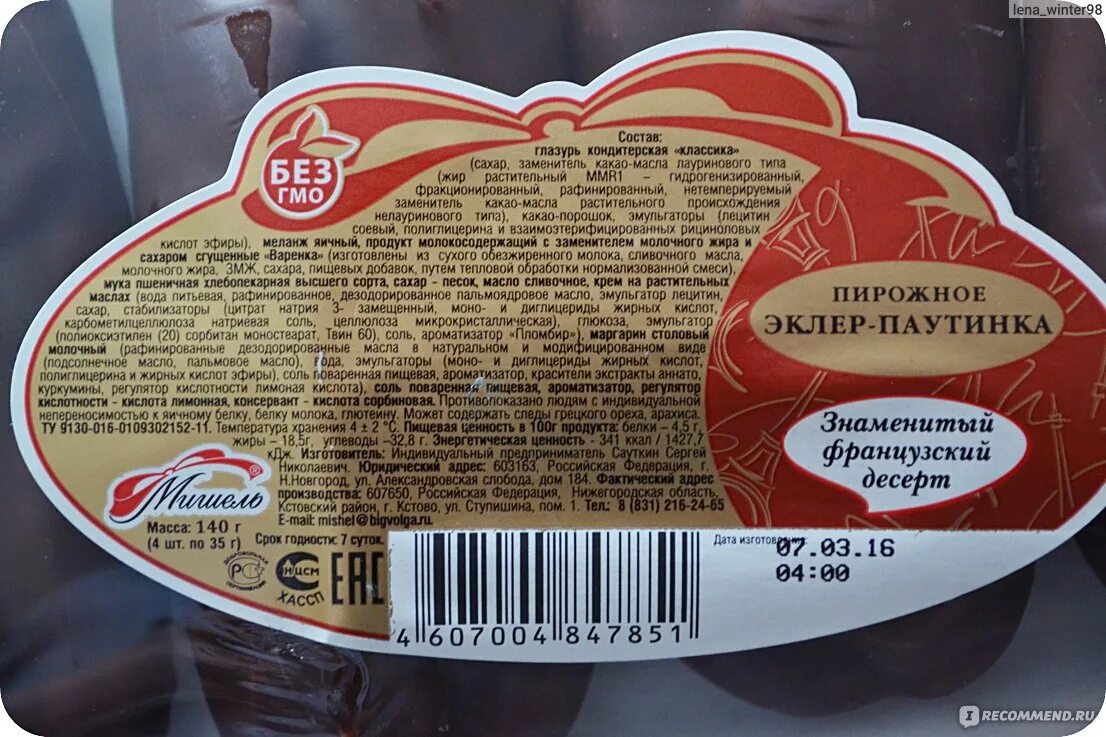 lena_winter98
БЕЗ
ГМО
Состав:
глазурь кондитерская «классика»
(сахар, заменитель какао-масла лауринового типа
(жир растительный MMR1 – гидрогенизированный,
фракционированный, рафинированный, нетемперируемый
заменитель какао-масла растительного происхождения
нелауринового типа), какао-порошок, эмульгаторы (лецитин
соевый, полиглицерина и взаимоэтерифицированных рициноловых
кислот эфиры), меланж яичный, продукт молокосодержащий с заменителем молочного жира и
сахаром сгущенные «Варенка» (изготовлены из сухого обезжиренного молока, сливочного масла,
молочного жира, ЗМЖ, сахара, пищевых добавок, путем тепловой обработки нормализованной смеси),
мука пшеничная хлебопекарная высшего сорта, сахар - песок, масло сливочное, крем на растительных
маслах (вода питьевая, рафинированное, дезодорированное пальмоядровое масло, эмульгатор лецитин,
сахар, стабилизаторы (цитрат натрия 3- замещенный, моно- и диглицериды жирных кислот,
карбометилцеллюлоза натриевая соль, целлюлоза микрокристаллическая), глюкоза, эмульгатор
(полиоксиэтилен (20) сорбитан моностеарат, Твин 60), соль, ароматизатор «Пломбир»), маргарин столовый
молочный (рафинированные дезодорированные масла в натуральном и модифицированном виде
(подсолнечное масло, пальмовое масло), вода, эмульгаторы (моно- и диглицериды жирных кислот,
полиглицерина и жирных кислот эфиры), соль поваренная пищевая, ароматизатор, красители экстракты аннато,
куркумины, регулятор кислотности лимонная кислота), соль поваренная пищевая, ароматизатор, регулятор
кислотности - кислота лимонная, консервант - кислота сорбиновая. Противопоказано людям с индивидуальной
непереносимостью к яичному белку, белку молока, глютеину. Может содержать следы грецкого ореха, арахиса.
ТУ 9130-016-0109302152-11. Температура хранения 4 ± 2 °С. Пищевая ценность в 100г продукта: белки – 4,5 г,
жиры – 18,5г, углеводы –32,8 г. Энергетическая ценность - 341 ккал / 1427,7
кДж. Изготовитель: Индивидуальный предприниматель Сауткин Сергей
Николаевич. Юридический адрес: 603163, Российская Федерация, г.
Н.Новгород, ул. Александровская слобода, дом 184. Фактический адрес
производства: 607650, Российская Федерация, Нижегородская область,
Кстовский район, г. Кстово, ул. Ступишина, пом. 1. Тел.: 8 (831) 216-24-65
E-mail: mishel@bigvolga.ru.
Мишель®
Масса: 140 г
(4 шт. по 35 г)
Срок годности: 7 суток.
ДОБРОВОЛЬНАЯ
СЕРТИФИКАЦИЯ
НЦСМ
ХАССП
EAC
4 607004 847851
ПИРОЖНОЕ
ЭКЛЕР-ПАУТИНКА
Знаменитый
французский
десерт
Дата изготовления:
07.03.16
04:00
IRECOMMEND.RU